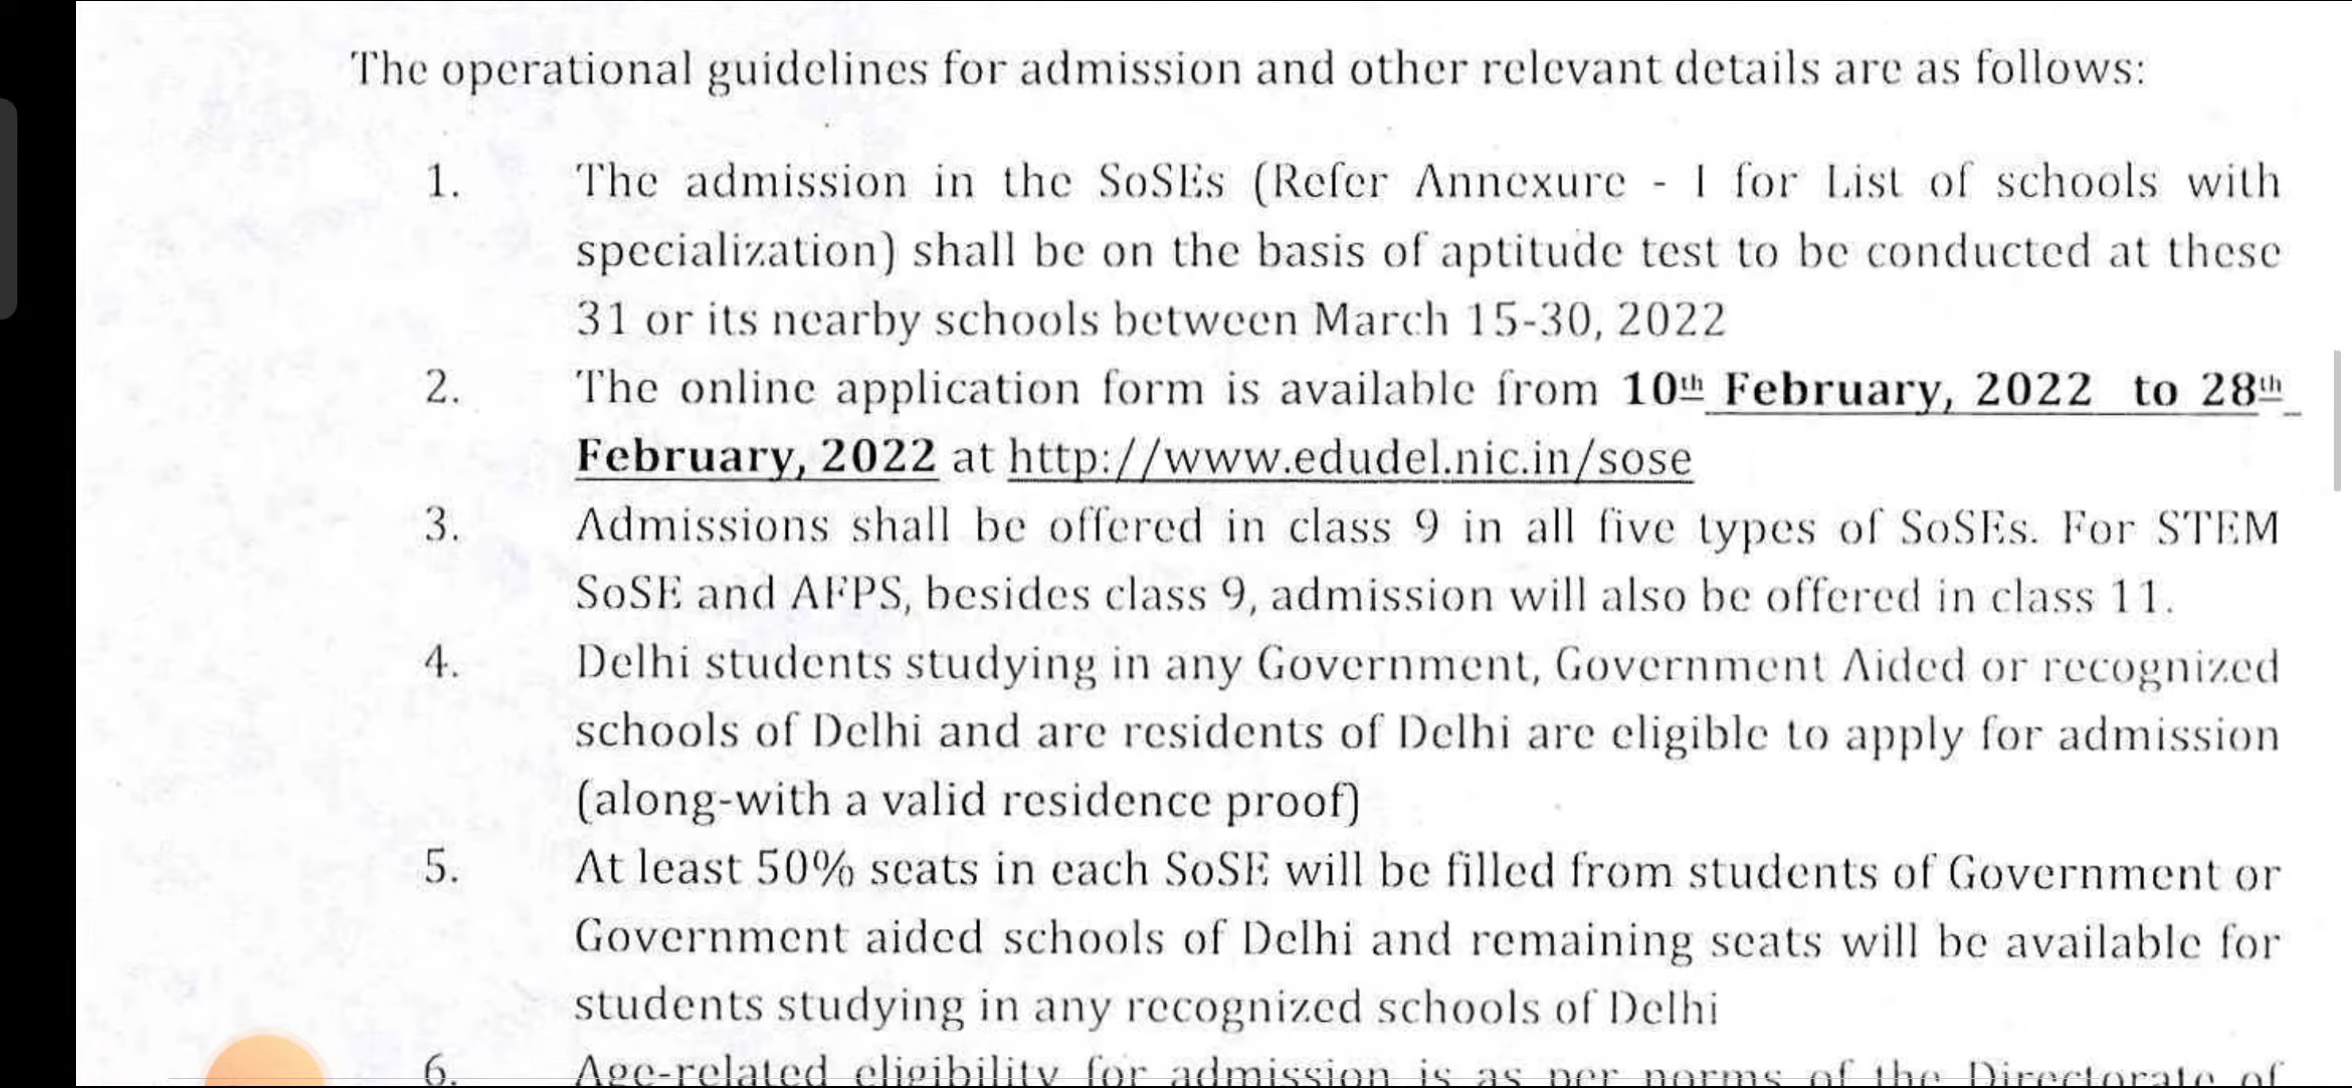 The operational guidelines for admission and other relevant details are as follows:
1. The admission in the SoSEs (Refer Annexure - I for List of schools with
specialization) shall be on the basis of aptitude test to be conducted at these
31 or its nearby schools between March 15-30, 2022
2. The online application form is available from 10th February, 2022 to 28th
February, 2022 at http://www.edudel.nic.in/sose
3. Admissions shall be offered in class 9 in all five types of SoSEs. For STEM
SoSE and AFPS, besides class 9, admission will also be offered in class 11.
4. Delhi students studying in any Government, Government Aided or recognized
schools of Delhi and are residents of Delhi are eligible to apply for admission
(along-with a valid residence proof)
5. At least 50% seats in each SoSE will be filled from students of Government or
Government aided schools of Delhi and remaining seats will be available for
students studying in any recognized schools of Delhi
6. Age-related eligibility for admission is as per norms of the Directorate of